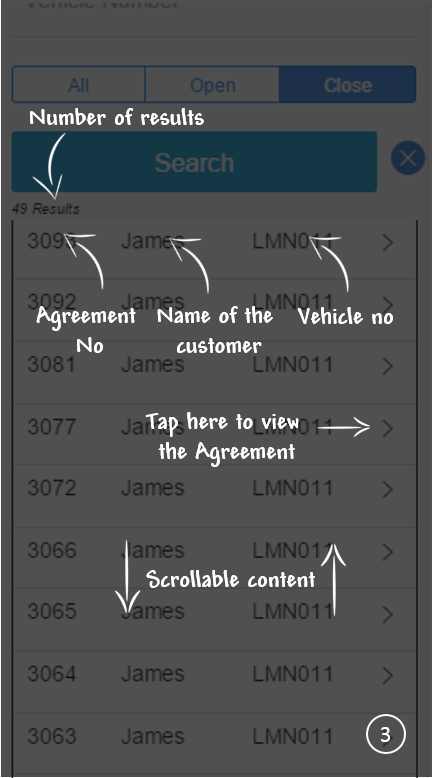 Vehicle Number
All Open Close
Number of results
Search
49 Results
3093 James LMN011
3092 James LMN011
Agreement No
Name of the customer
Vehicle no
3081 James LMN011
3077 James LMN011
Tap here to view
the Agreement
3072 James LMN011
3066 James LMN011
Scrollable content
3065 James LMN011
3064 James LMN011
3063 James LMN011
3